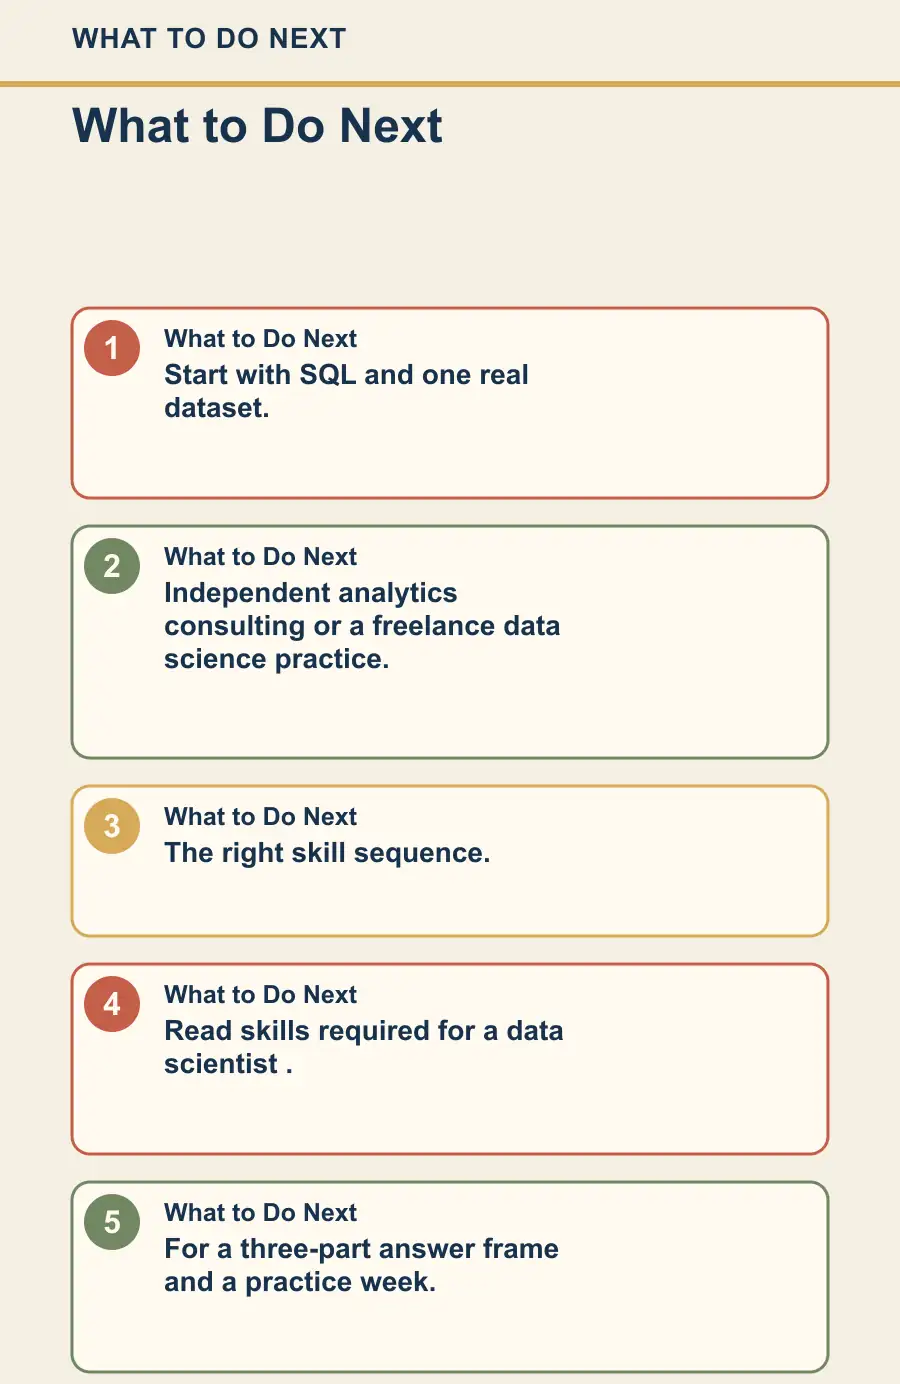 WHAT TO DO NEXT
What to Do Next
1
What to Do Next
Start with SQL and one real
dataset.
2
What to Do Next
Independent analytics
consulting or a freelance data
science practice.
3
What to Do Next
The right skill sequence.
4
What to Do Next
Read skills required for a data
scientist .
5
What to Do Next
For a three-part answer frame
and a practice week.